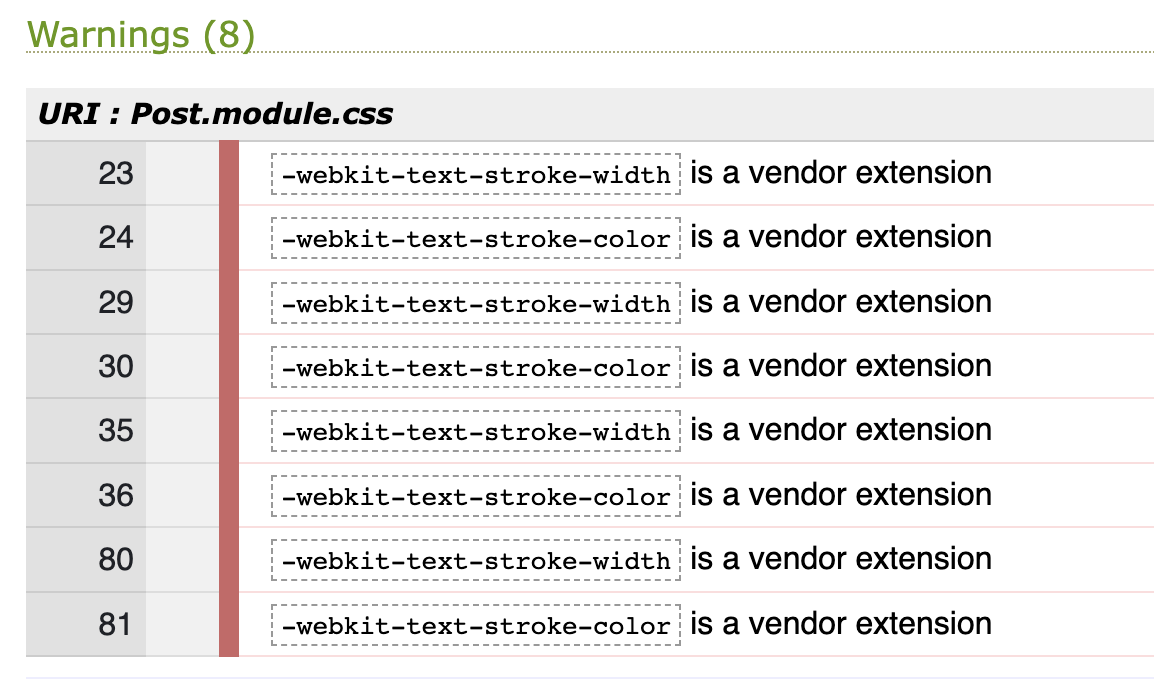 Warnings (8)
URI : Post.module.css
23 -webkit-text-stroke-width is a vendor extension
24 -webkit-text-stroke-color is a vendor extension
29 -webkit-text-stroke-width is a vendor extension
30 -webkit-text-stroke-color is a vendor extension
35 -webkit-text-stroke-width is a vendor extension
36 -webkit-text-stroke-color is a vendor extension
80 -webkit-text-stroke-width is a vendor extension
81 -webkit-text-stroke-color is a vendor extension